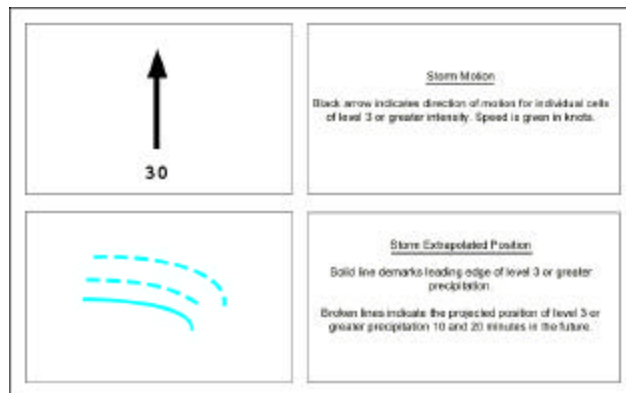 30
Storm Motion
Black arrow indicates direction of motion for individual cells
of level 3 or greater intensity. Speed is given in knots.
Storm Extrapolated Position
Solid line demarks leading edge of level 3 or greater
precipitation.
Broken lines indicate the projected position of level 3 or
greater precipitation 10 and 20 minutes in the future.